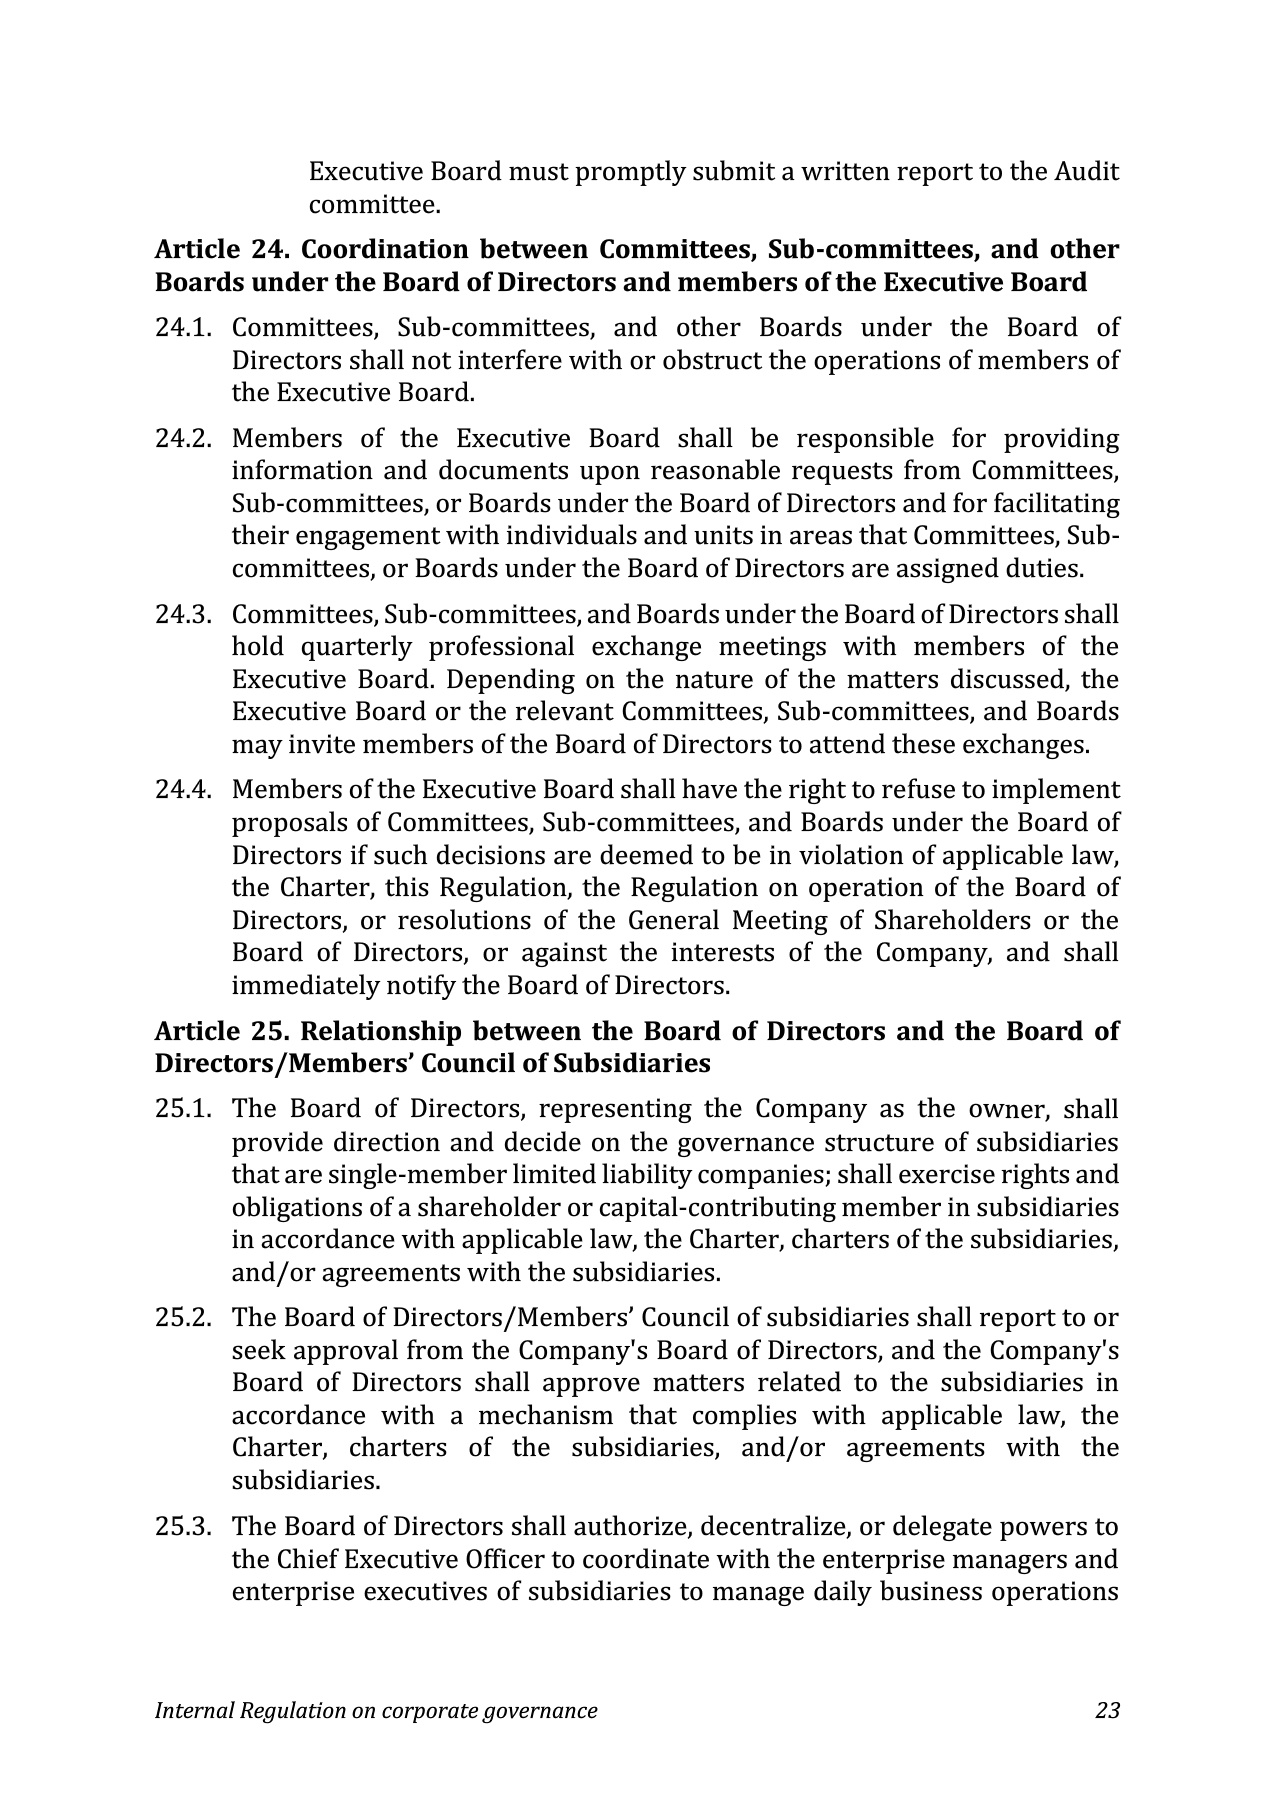 Executive Board must promptly submit a written report to the Audit
committee.
Article 24. Coordination between Committees, Sub-committees, and other
Boards under the Board of Directors and members of the Executive Board
24.1. Committees, Sub-committees, and other Boards under the Board of
Directors shall not interfere with or obstruct the operations of members of
the Executive Board.
24.2. Members of the Executive Board shall be responsible for providing
information and documents upon reasonable requests from Committees,
Sub-committees, or Boards under the Board of Directors and for facilitating
their engagement with individuals and units in areas that Committees, Sub-
committees, or Boards under the Board of Directors are assigned duties.
24.3. Committees, Sub-committees, and Boards under the Board of Directors shall
hold quarterly professional exchange meetings with members of the
Executive Board. Depending on the nature of the matters discussed, the
Executive Board or the relevant Committees, Sub-committees, and Boards
may invite members of the Board of Directors to attend these exchanges.
24.4. Members of the Executive Board shall have the right to refuse to implement
proposals of Committees, Sub-committees, and Boards under the Board of
Directors if such decisions are deemed to be in violation of applicable law,
the Charter, this Regulation, the Regulation on operation of the Board of
Directors, or resolutions of the General Meeting of Shareholders or the
Board of Directors, or against the interests of the Company, and shall
immediately notify the Board of Directors.
Article 25. Relationship between the Board of Directors and the Board of
Directors/Members’ Council of Subsidiaries
25.1. The Board of Directors, representing the Company as the owner, shall
provide direction and decide on the governance structure of subsidiaries
that are single-member limited liability companies; shall exercise rights and
obligations of a shareholder or capital-contributing member in subsidiaries
in accordance with applicable law, the Charter, charters of the subsidiaries,
and/or agreements with the subsidiaries.
25.2. The Board of Directors/Members’ Council of subsidiaries shall report to or
seek approval from the Company's Board of Directors, and the Company's
Board of Directors shall approve matters related to the subsidiaries in
accordance with a mechanism that complies with applicable law, the
Charter, charters of the subsidiaries, and/or agreements with the
subsidiaries.
25.3. The Board of Directors shall authorize, decentralize, or delegate powers to
the Chief Executive Officer to coordinate with the enterprise managers and
enterprise executives of subsidiaries to manage daily business operations
Internal Regulation on corporate governance 23